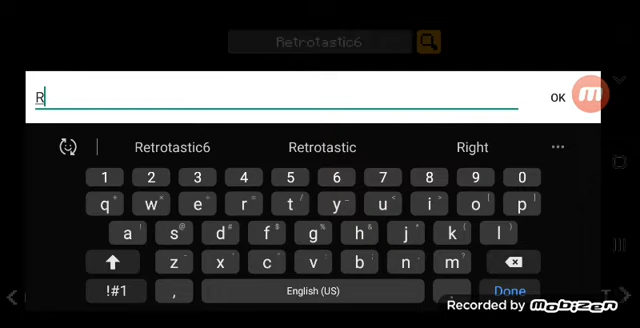 Retrotastic6
R
OK
Retrotastic6 Retrotastic Right ...
1 2 3 4 5 6 7 8 9 0
q w e r t y u i o p
a s d f g h j k l
z x c v b n m
!#1 , English (US) . Done
Recorded by Mobizen